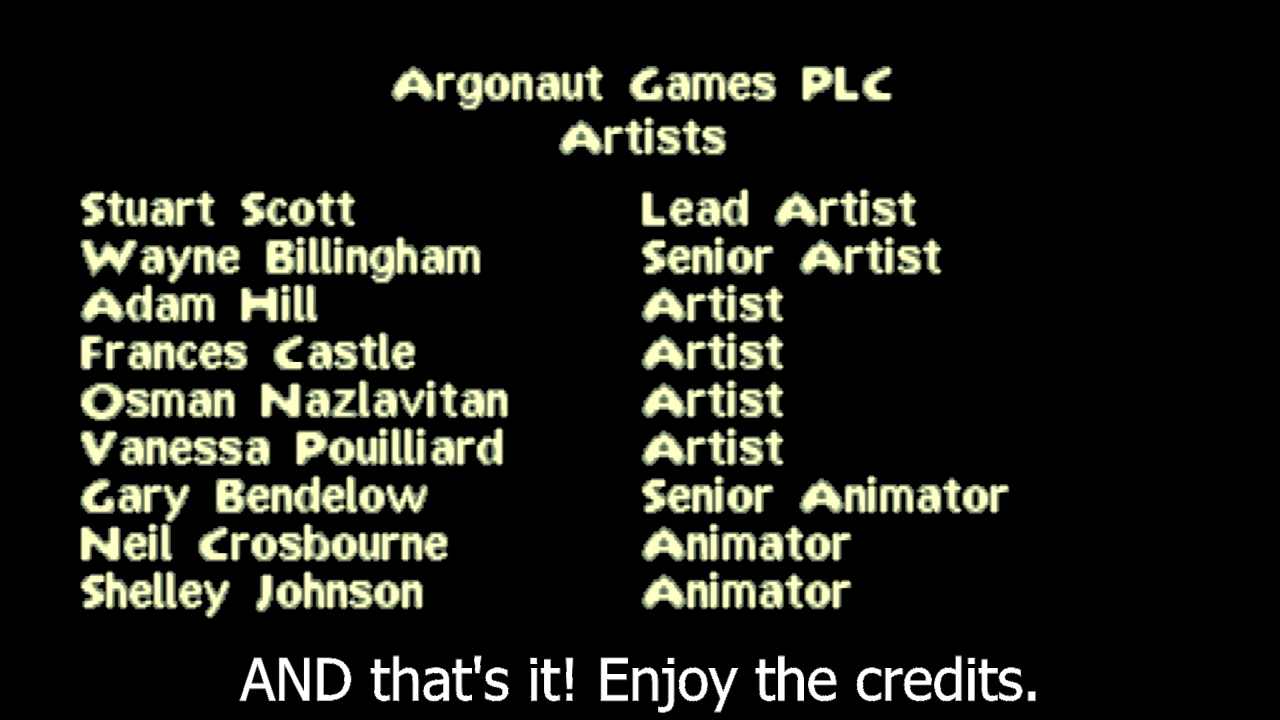 Argonaut Games PLC
Artists
Stuart Scott Lead Artist
Wayne Billingham Senior Artist
Adam Hill Artist
Frances Castle Artist
Osman Nazlavitan Artist
Vanessa Pouilliard Artist
Gary Bendelow Senior Animator
Neil Crosbourne Animator
Shelley Johnson Animator
AND that's it! Enjoy the credits.